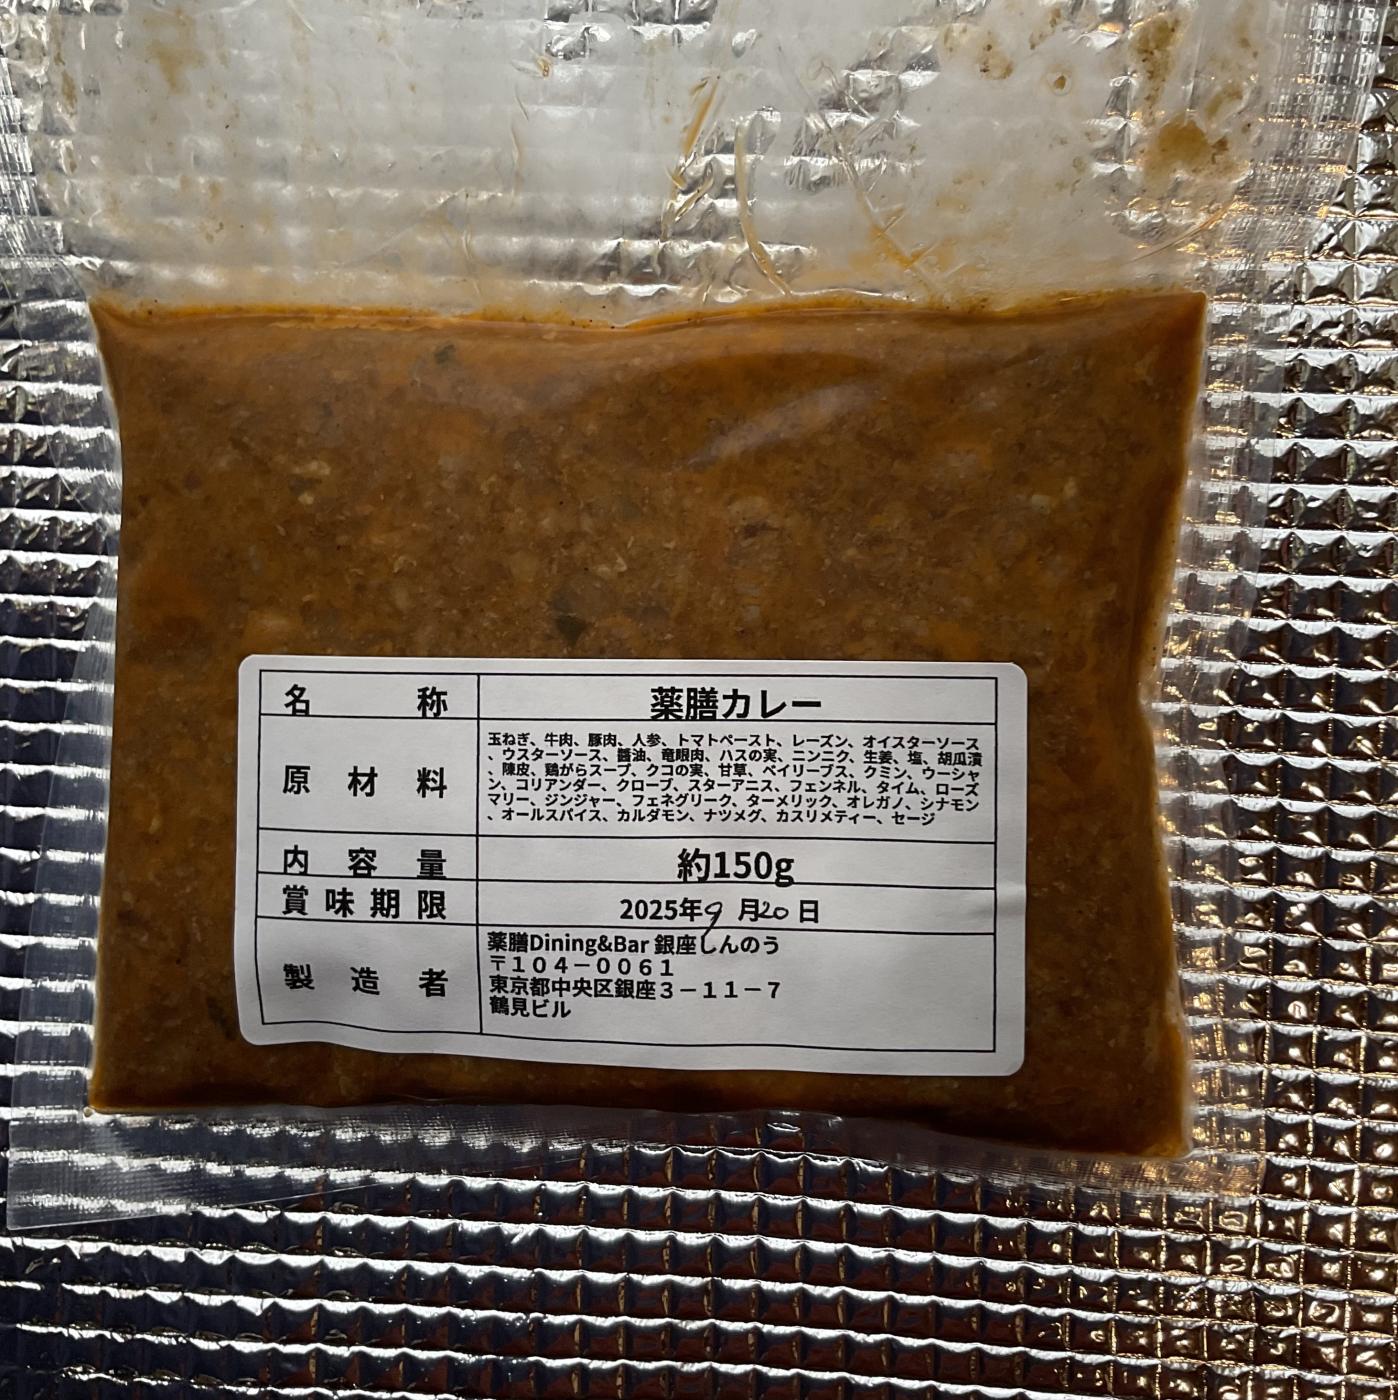 名称 薬膳カレー
原材料
玉ねぎ、牛肉、豚肉、人参、トマトペースト、レーズン、オイスターソース
、ウスターソース、醤油、竜眼肉、ハスの実、ニンニク、生姜、塩、胡瓜漬
、陳皮、鶏がらスープ、クコの実、甘草、ベイリーブス、クミン、ウーシャ
ン、コリアンダー、クローブ、スターアニス、フェンネル、タイム、ローズ
マリー、ジンジャー、フェネグリーク、ターメリック、オレガノ、シナモン
、オールスパイス、カルダモン、ナツメグ、カスリメティー、セージ
内容量 約150g
賞味期限 2025年9月20日
製造者
薬膳Dining&Bar 銀座しんのう
〒104－0061
東京都中央区銀座3－11－7
鶴見ビル